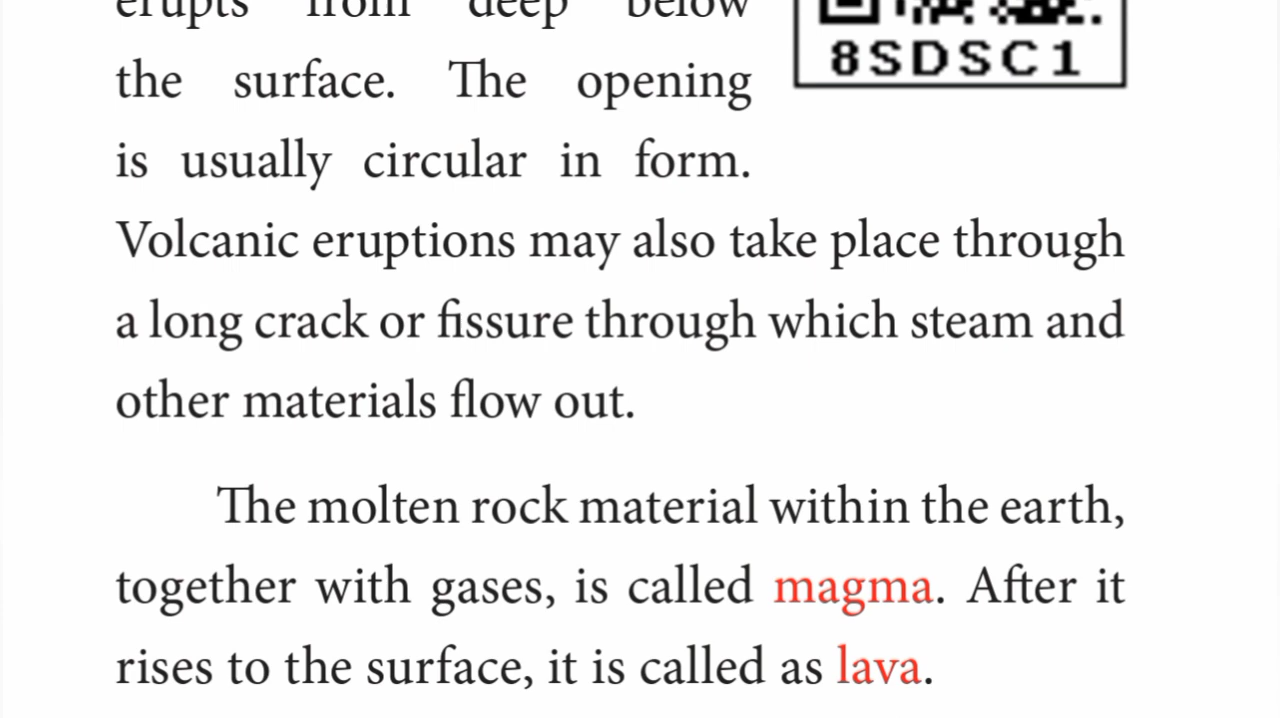 erupts from deep below
8SDSC1
the surface. The opening
is usually circular in form.
Volcanic eruptions may also take place through
a long crack or fissure through which steam and
other materials flow out.
The molten rock material within the earth,
together with gases, is called magma. After it
rises to the surface, it is called as lava.